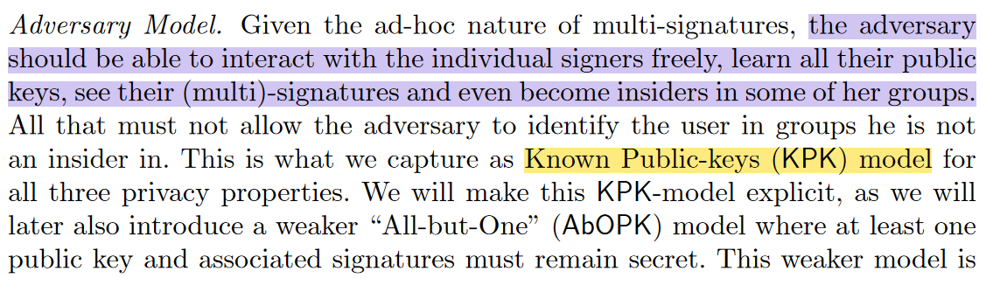 Adversary Model. Given the ad-hoc nature of multi-signatures, the adversary
should be able to interact with the individual signers freely, learn all their public
keys, see their (multi)-signatures and even become insiders in some of her groups.
All that must not allow the adversary to identify the user in groups he is not
an insider in. This is what we capture as Known Public-keys (KPK) model for
all three privacy properties. We will make this KPK-model explicit, as we will
later also introduce a weaker “All-but-One” (AbOPK) model where at least one
public key and associated signatures must remain secret. This weaker model is